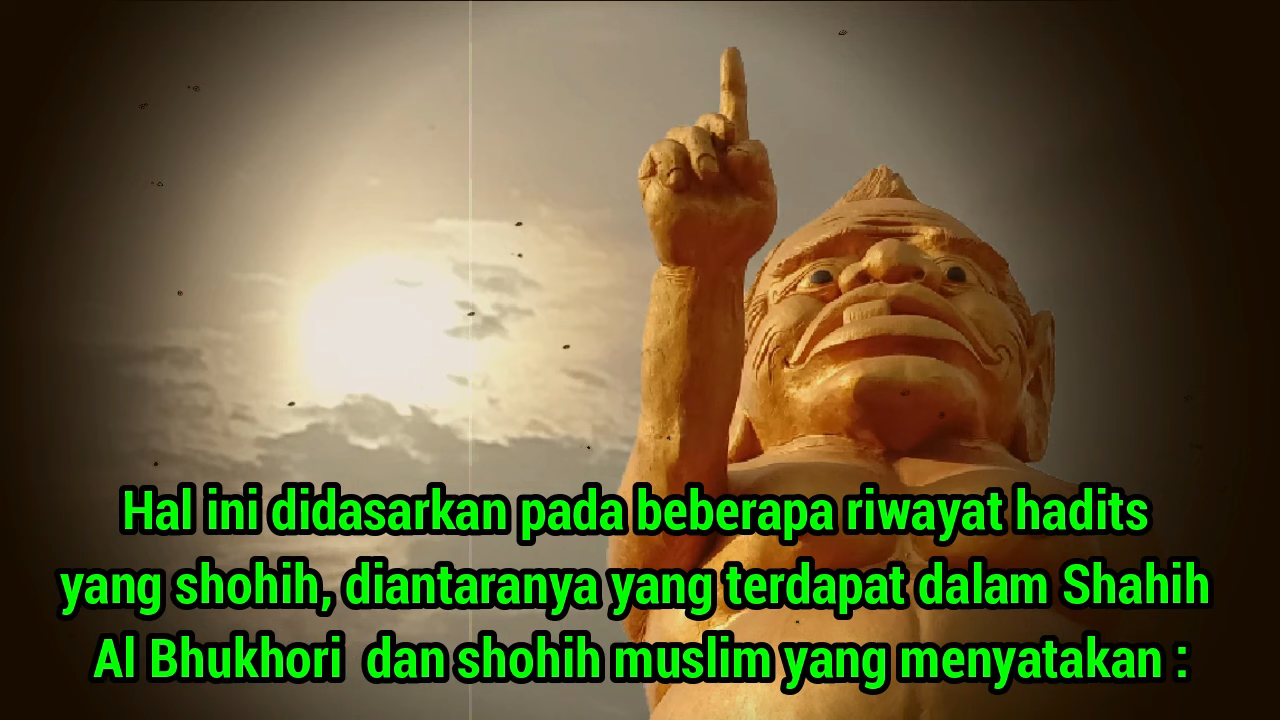 Hal ini didasarkan pada beberapa riwayat hadits
yang shohih, diantaranya yang terdapat dalam Shahih
Al Bhukhori  dan shohih muslim yang menyatakan :